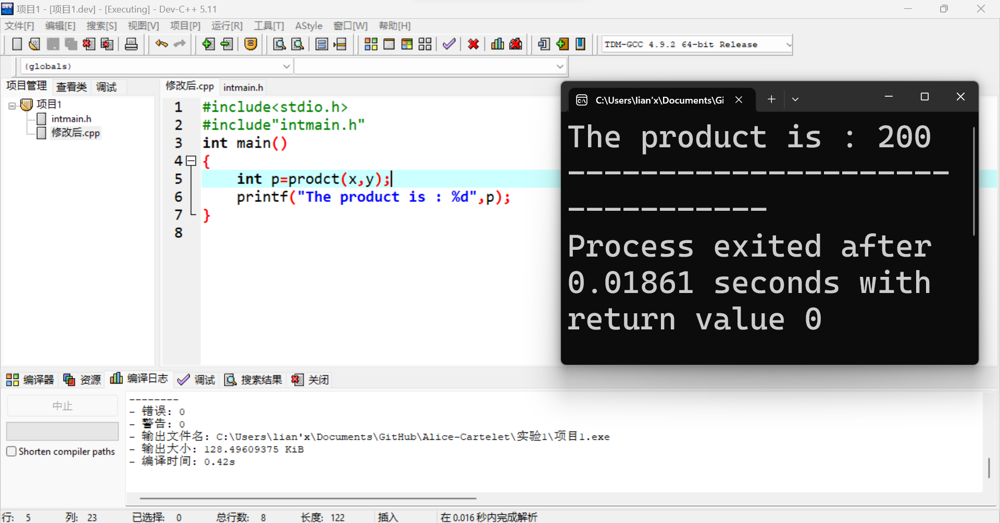 项目1 - [项目1.dev] - [Executing] - Dev-C++ 5.11
文件[F] 编辑[E] 搜索[S] 视图[V] 项目[P] 运行[R] 工具[T] AStyle 窗口[W] 帮助[H]
TDM-GCC 4.9.2 64-bit Release
(globals)
项目管理 查看类 调试
项目1
intmain.h
修改后.cpp
修改后.cpp intmain.h
1 #include<stdio.h>
2 #include"intmain.h"
3 int main()
4 {
5 int p=prodct(x,y);
6 printf("The product is : %d",p);
7 }
8
C:\Users\lian'x\Documents\Gi
The product is : 200
----------------------
-----------
Process exited after
0.01861 seconds with
return value 0
编译器 资源 编译日志 调试 搜索结果 关闭
中止
Shorten compiler paths
--------
- 错误: 0
- 警告: 0
- 输出文件名: C:\Users\lian'x\Documents\GitHub\Alice-Cartelet\实验1\项目1.exe
- 输出大小: 128.49609375 KiB
- 编译时间: 0.42s
行: 5 列: 23 已选择: 0 总行数: 8 长度: 122 插入 在 0.016 秒内完成解析